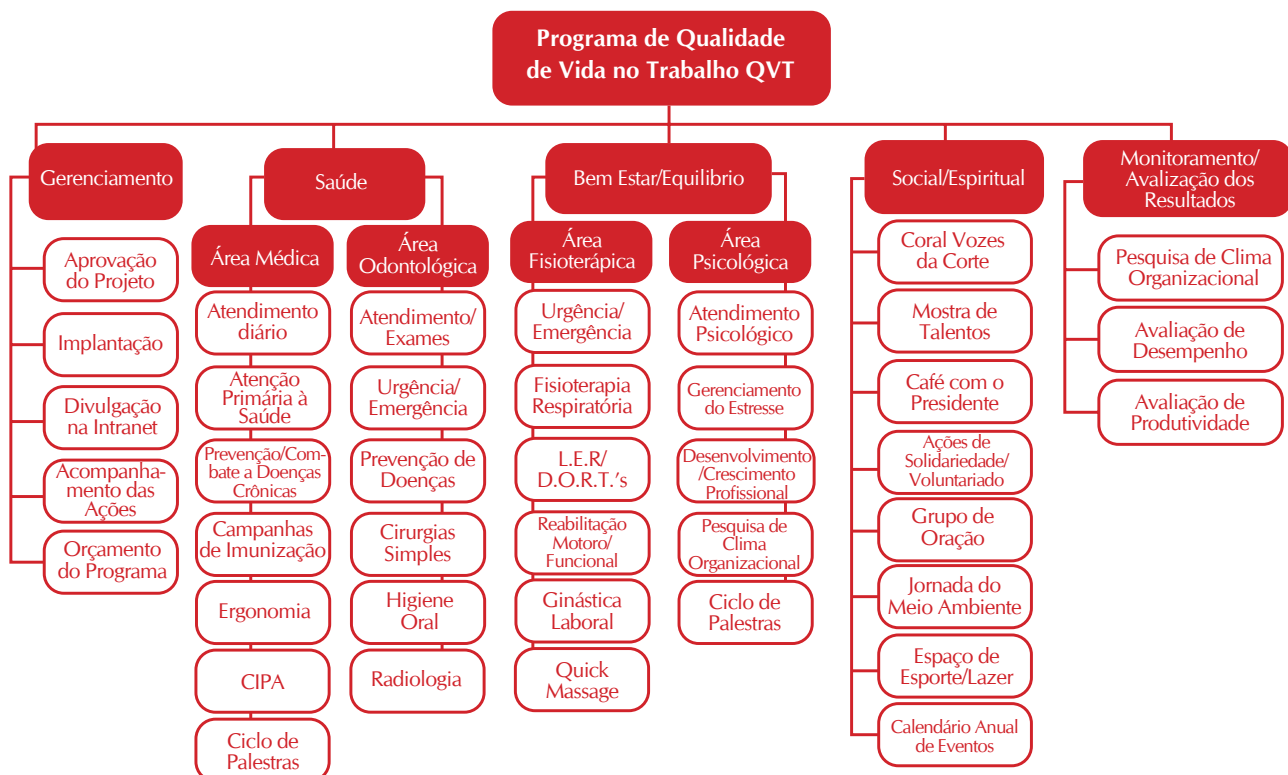 Programa de Qualidade
de Vida no Trabalho QVT
Gerenciamento
Aprovação
do Projeto
Implantação
Divulgação
na Intranet
Acompanha-
mento das
Ações
Orçamento
do Programa
Saúde
Área Médica
Atendimento
diário
Atenção
Primária à
Saúde
Prevenção/Com-
bate a Doenças
Crônicas
Campanhas
de Imunização
Ergonomia
CIPA
Ciclo de
Palestras
Área
Odontológica
Atendimento/
Exames
Urgência/
Emergência
Prevenção de
Doenças
Cirurgias
Simples
Higiene
Oral
Radiologia
Bem Estar/Equilibrio
Área
Fisioterápica
Urgência/
Emergência
Fisioterapia
Respiratória
L.E.R/
D.O.R.T.'s
Reabilitação
Motoro/
Funcional
Ginástica
Laboral
Quick
Massage
Área
Psicológica
Atendimento
Psicológico
Gerenciamento
do Estresse
Desenvolvimento
/Crescimento
Profissional
Pesquisa de
Clima
Organizacional
Ciclo de
Palestras
Social/Espiritual
Coral Vozes
da Corte
Mostra de
Talentos
Café com o
Presidente
Ações de
Solidariedade/
Voluntariado
Grupo de
Oração
Jornada do
Meio Ambiente
Espaço de
Esporte/Lazer
Calendário Anual
de Eventos
Monitoramento/
Avalização dos
Resultados
Pesquisa de Clima
Organizacional
Avaliação de
Desempenho
Avaliação de
Produtividade